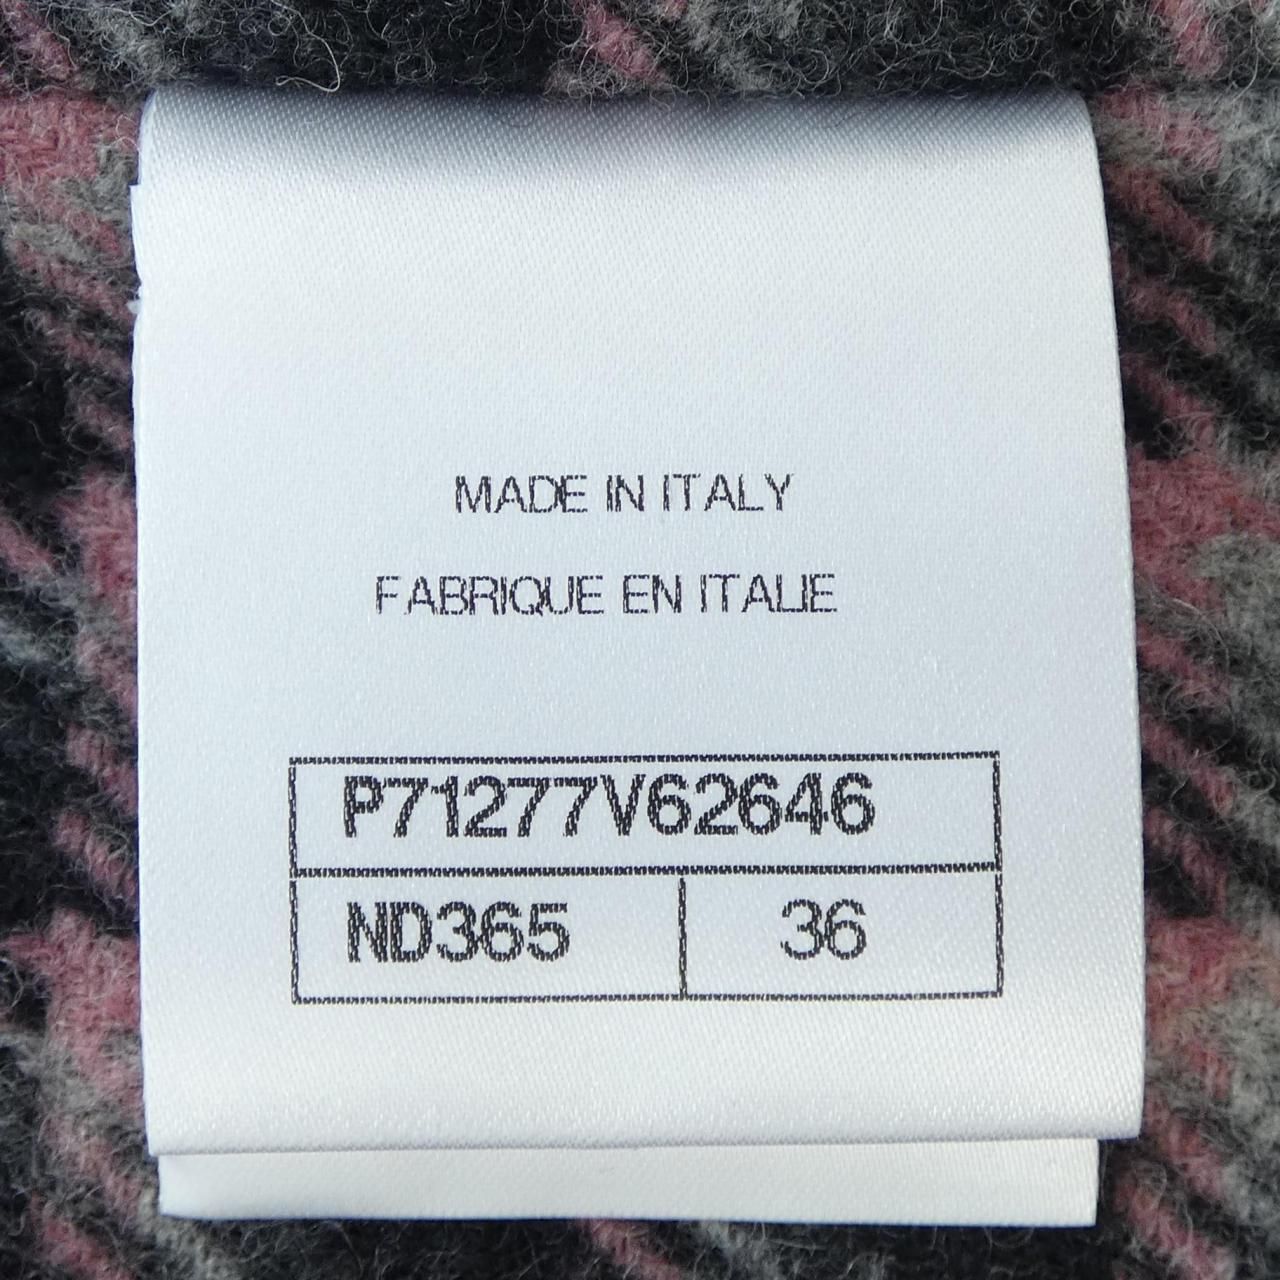 MADE IN ITALY
FABRIQUE EN ITALIE
P71277V62646
ND365 36